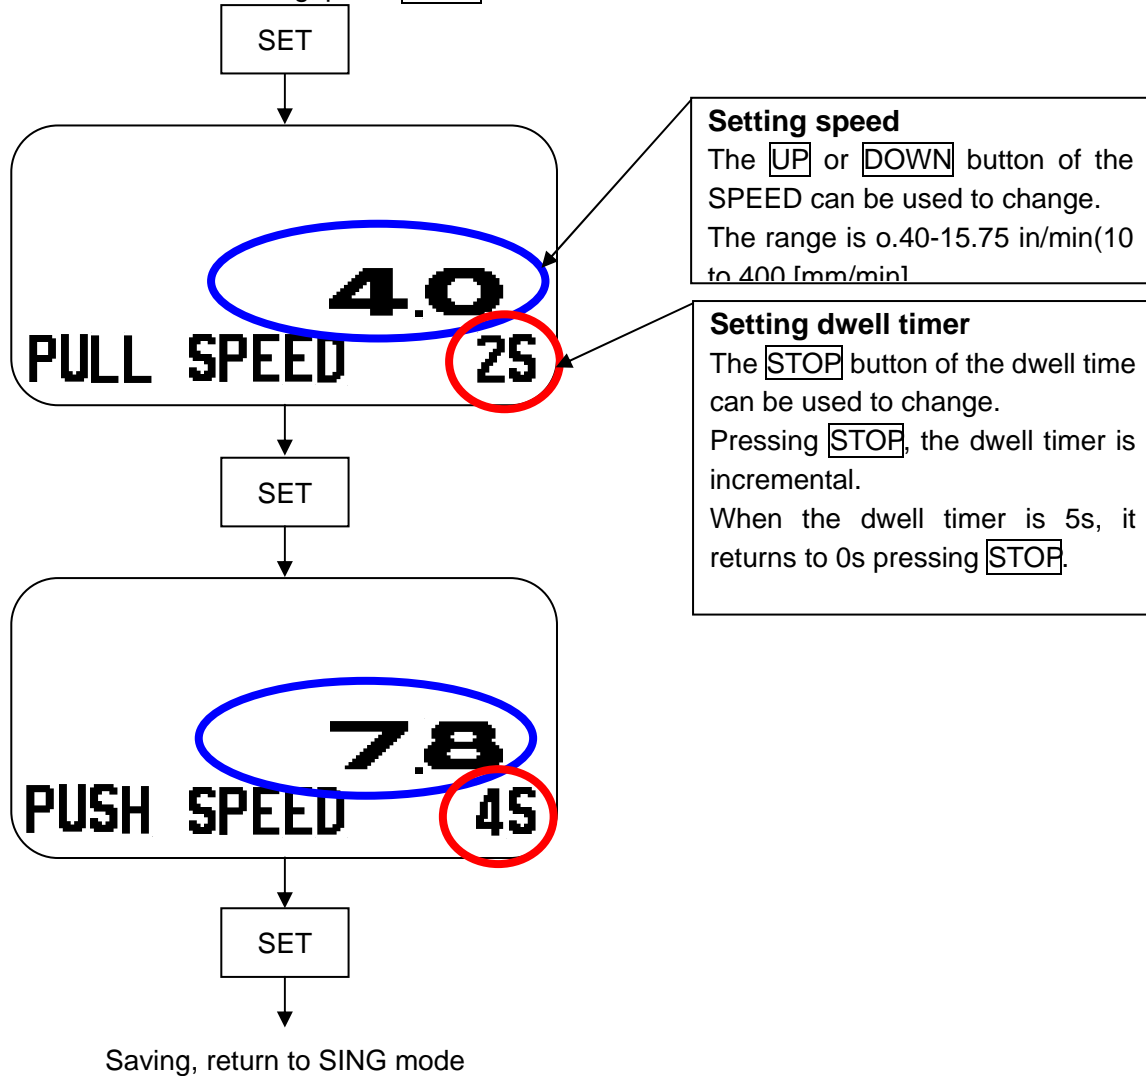 SET
Setting speed
The UP or DOWN button of the
SPEED can be used to change.
The range is o.40-15.75 in/min(10
to 400 [mm/min]
4.0
PULL SPEED 2S
Setting dwell timer
The STOP button of the dwell time
can be used to change.
Pressing STOP, the dwell timer is
incremental.
When the dwell timer is 5s, it
returns to 0s pressing STOP.
SET
7.8
PUSH SPEED 4S
SET
Saving, return to SING mode